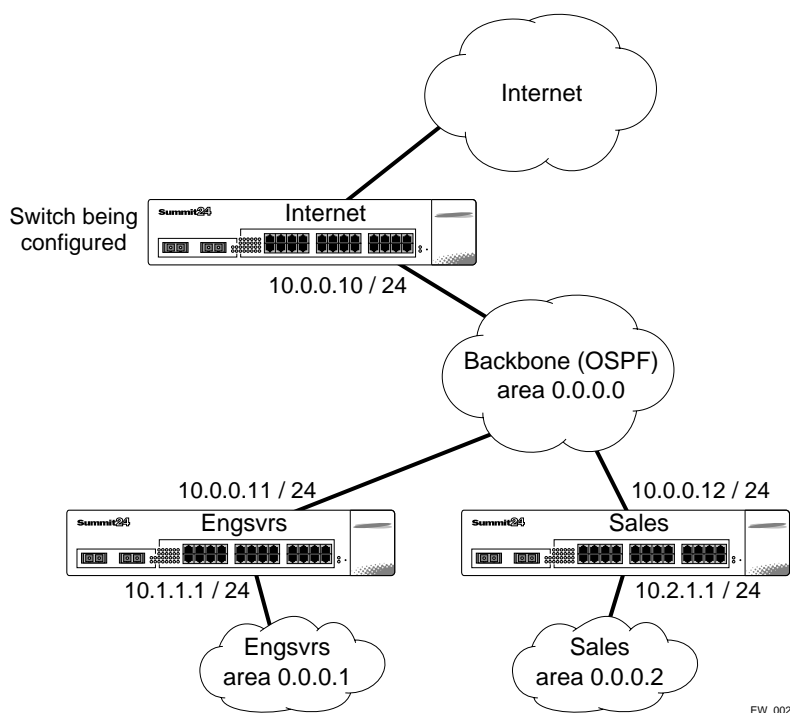 Internet
Switch being
configured
Summit24
Internet
10.0.0.10 / 24
Backbone (OSPF)
area 0.0.0.0
10.0.0.11 / 24
10.0.0.12 / 24
Summit24
Engsvrs
Summit24
Sales
10.1.1.1 / 24
10.2.1.1 / 24
Engsvrs
area 0.0.0.1
Sales
area 0.0.0.2
EW_002